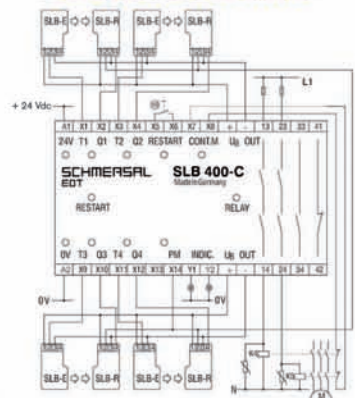 SLB-E SLB-R SLB-E SLB-R
L1
+ 24 Vdc
A1 X1 X2 X3 X4 X5 X6 X7 X8 + - 13 23 33 41
24V T1 Q1 T2 Q2 RESTART CONT.M UB OUT
SCHMERSAL
EDT
SLB 400-C
Made in Germany
RESTART
RELAY
0V T3 Q3 T4 Q4 PM INDIC. UB OUT
A2 X9 X10 X11 X12 X13 X14 Y1 Y2 + - 14 24 34 42
0V
0V
N
SLB-E SLB-R SLB-E SLB-R
M